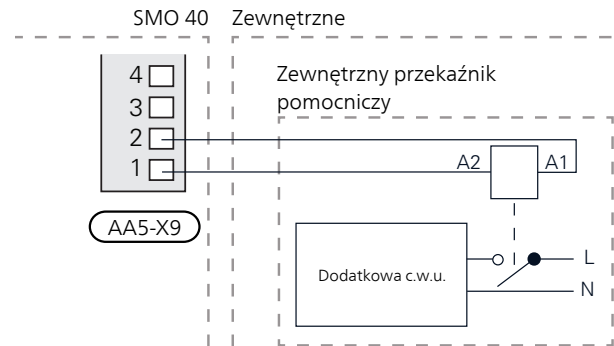 SMO 40 Zewnętrzne
Zewnętrzny przekaźnik
pomocniczy
4
3
2
1
A2 A1
AA5-X9
Dodatkowa c.w.u.
L
N